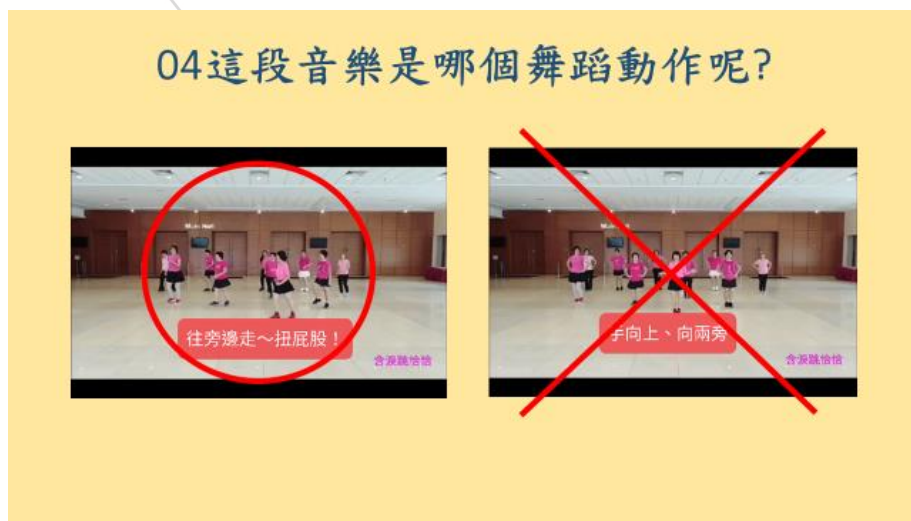 04這段音樂是哪個舞蹈動作呢?
往旁邊走～扭屁股！
含淚跳恰恰
手向上、向兩旁
含淚跳恰恰